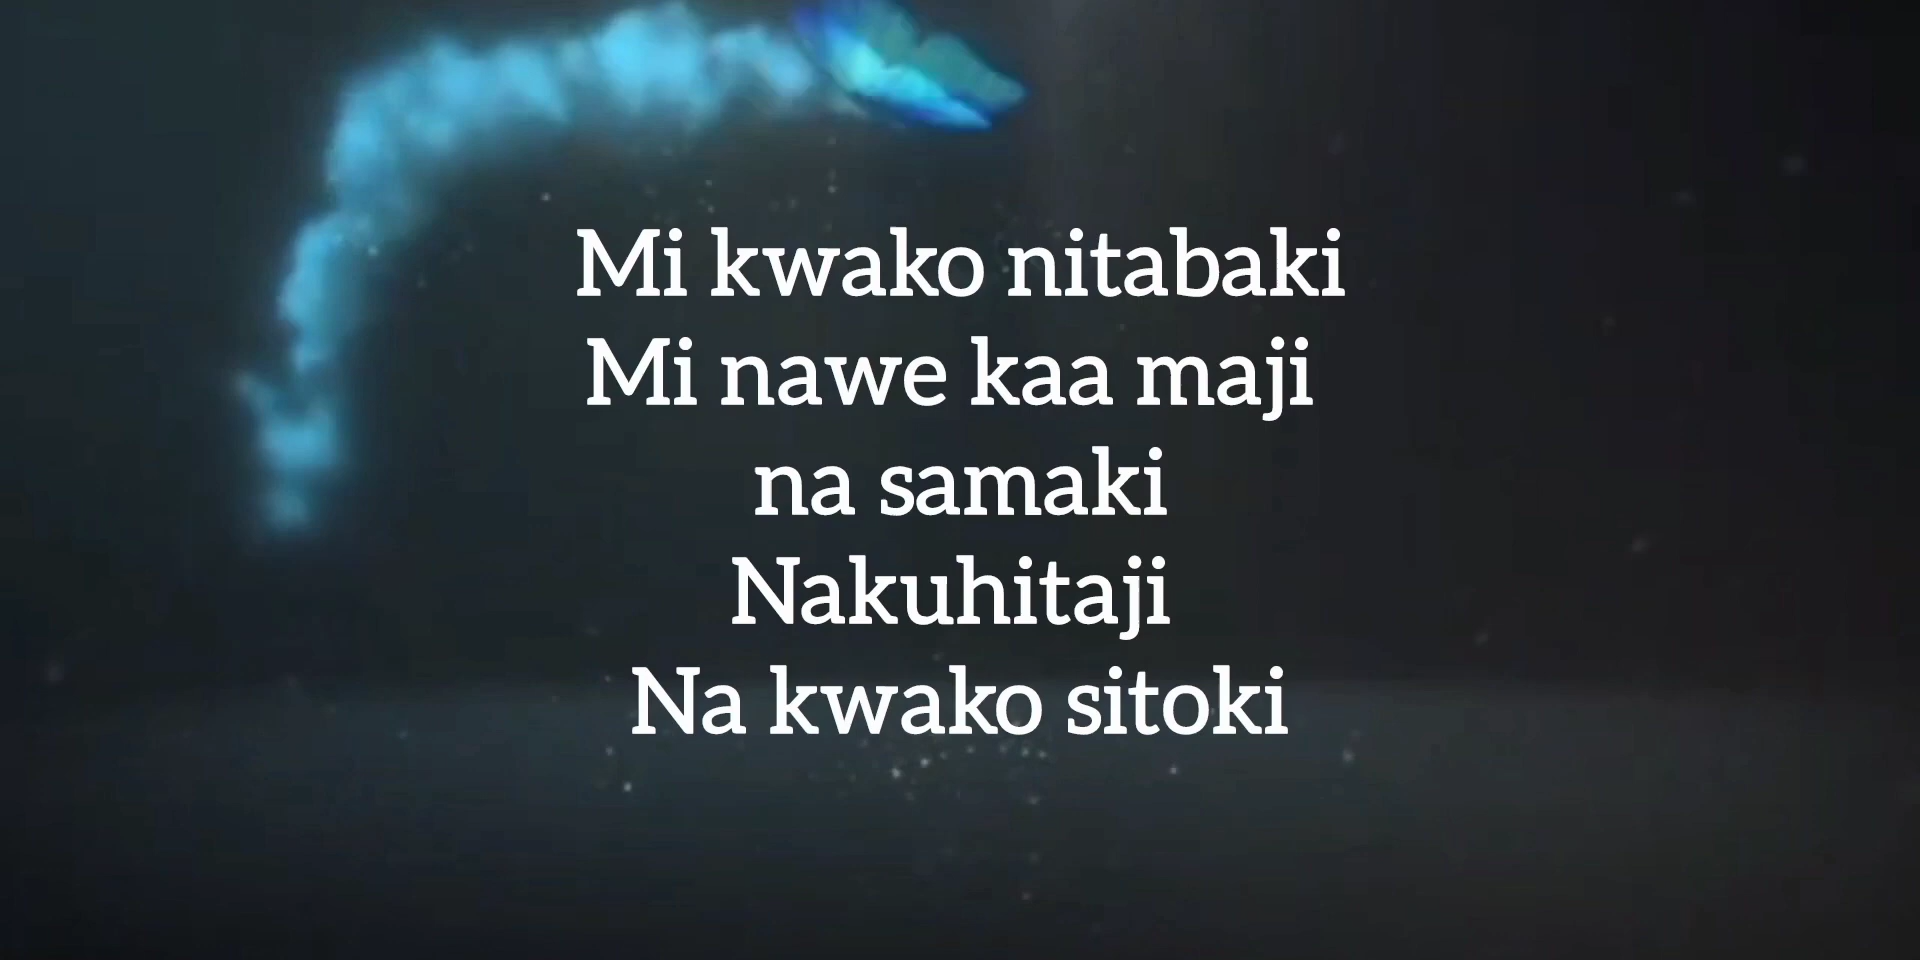 Mi kwako nitabaki
Mi nawe kaa maji
na samaki
Nakuhitaji
Na kwako sitoki